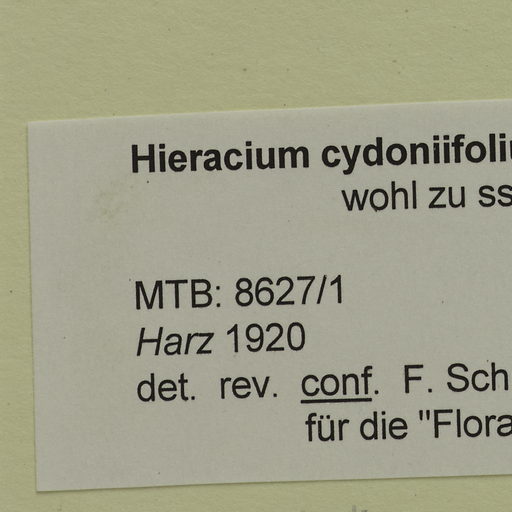 Hieracium cydoniifoliu
wohl zu ss
MTB: 8627/1
Harz 1920
det. rev. conf. F. Sch
für die "Flora